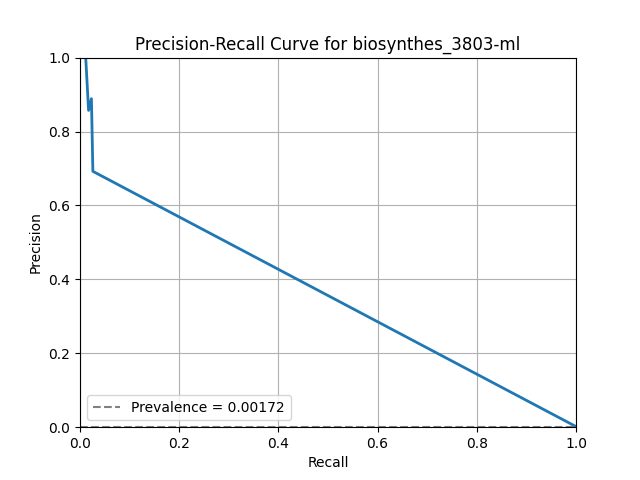 Precision-Recall Curve for biosynthes_3803-ml
1.0
0.8
0.6
0.4
0.2
0.0
Precision
Prevalence = 0.00172
0.0 0.2 0.4 0.6 0.8 1.0
Recall